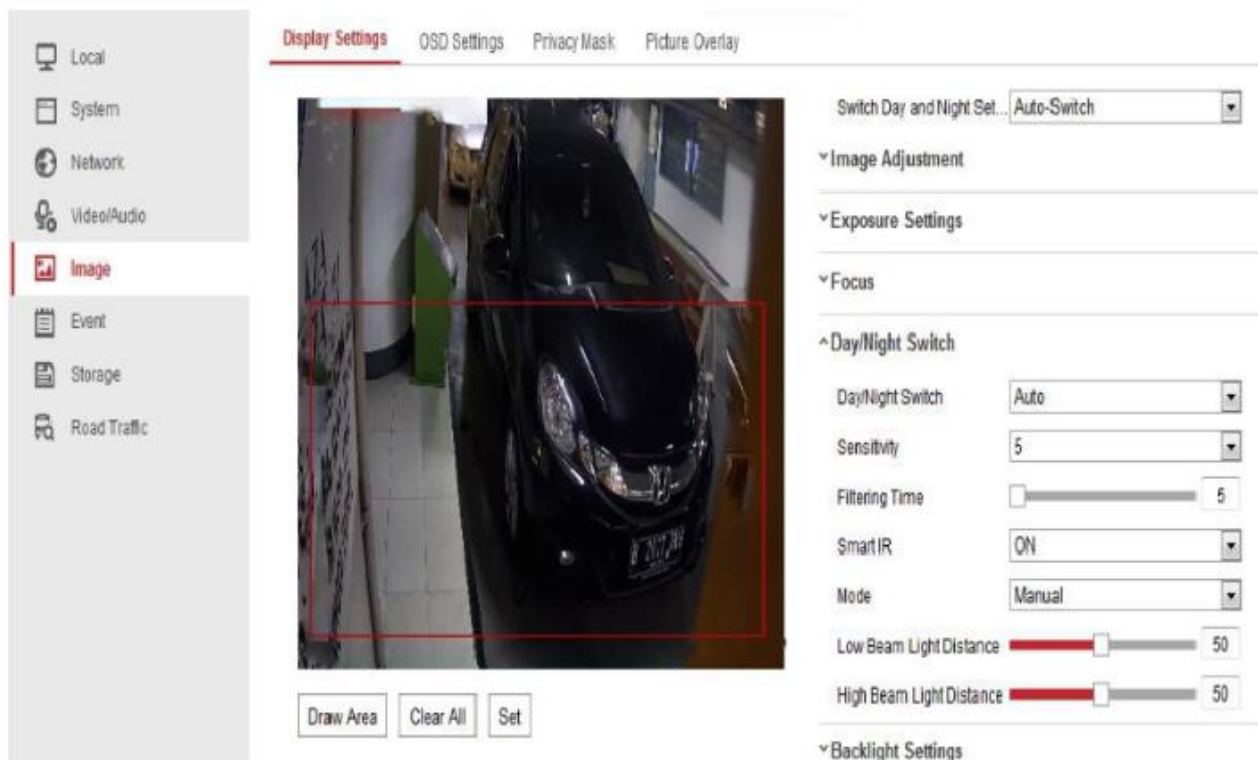 Local
System
Network
Video/Audio
Image
Event
Storage
Road Traffic
Display Settings
OSD Settings
Privacy Mask
Picture Overlay
Switch Day and Night Set... Auto-Switch
Image Adjustment
Exposure Settings
Focus
Day/Night Switch
Day/Night Switch Auto
Sensitivity 5
Filtering Time 5
Smart IR ON
Mode Manual
Low Beam Light Distance 50
High Beam Light Distance 50
Backlight Settings
Draw Area
Clear All
Set